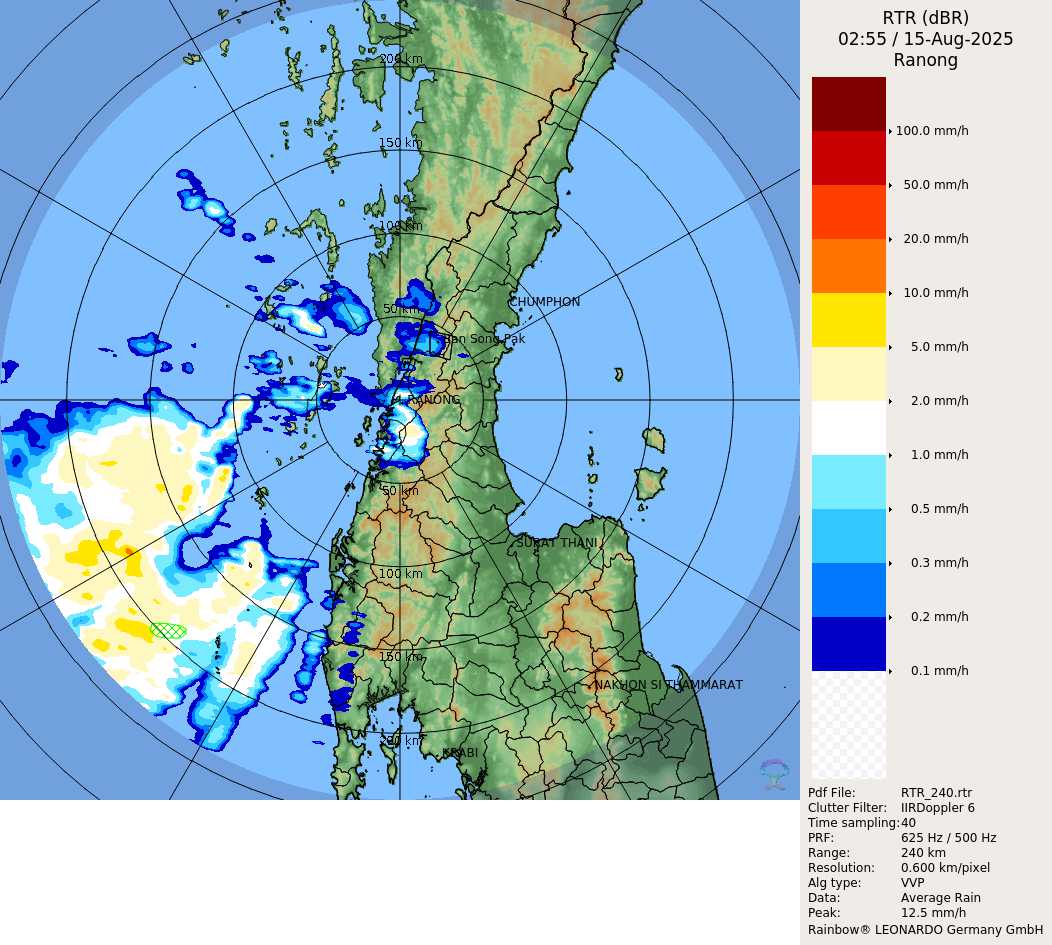 RTR (dBR)
02:55 / 15-Aug-2025
Ranong
200 km
150 km
100 km
50 km
CHUMPHON
Ban Song Pak
RANONG
50 km
SURAT THANI
100 km
150 km
NAKHON SI THAMMARAT
200 km
KRABI
100.0 mm/h
50.0 mm/h
20.0 mm/h
10.0 mm/h
5.0 mm/h
2.0 mm/h
1.0 mm/h
0.5 mm/h
0.3 mm/h
0.2 mm/h
0.1 mm/h
Pdf File: RTR_240.rtr
Clutter Filter: IIRDoppler 6
Time sampling: 40
PRF: 625 Hz / 500 Hz
Range: 240 km
Resolution: 0.600 km/pixel
Alg type: VVP
Data: Average Rain
Peak: 12.5 mm/h
Rainbow® LEONARDO Germany GmbH